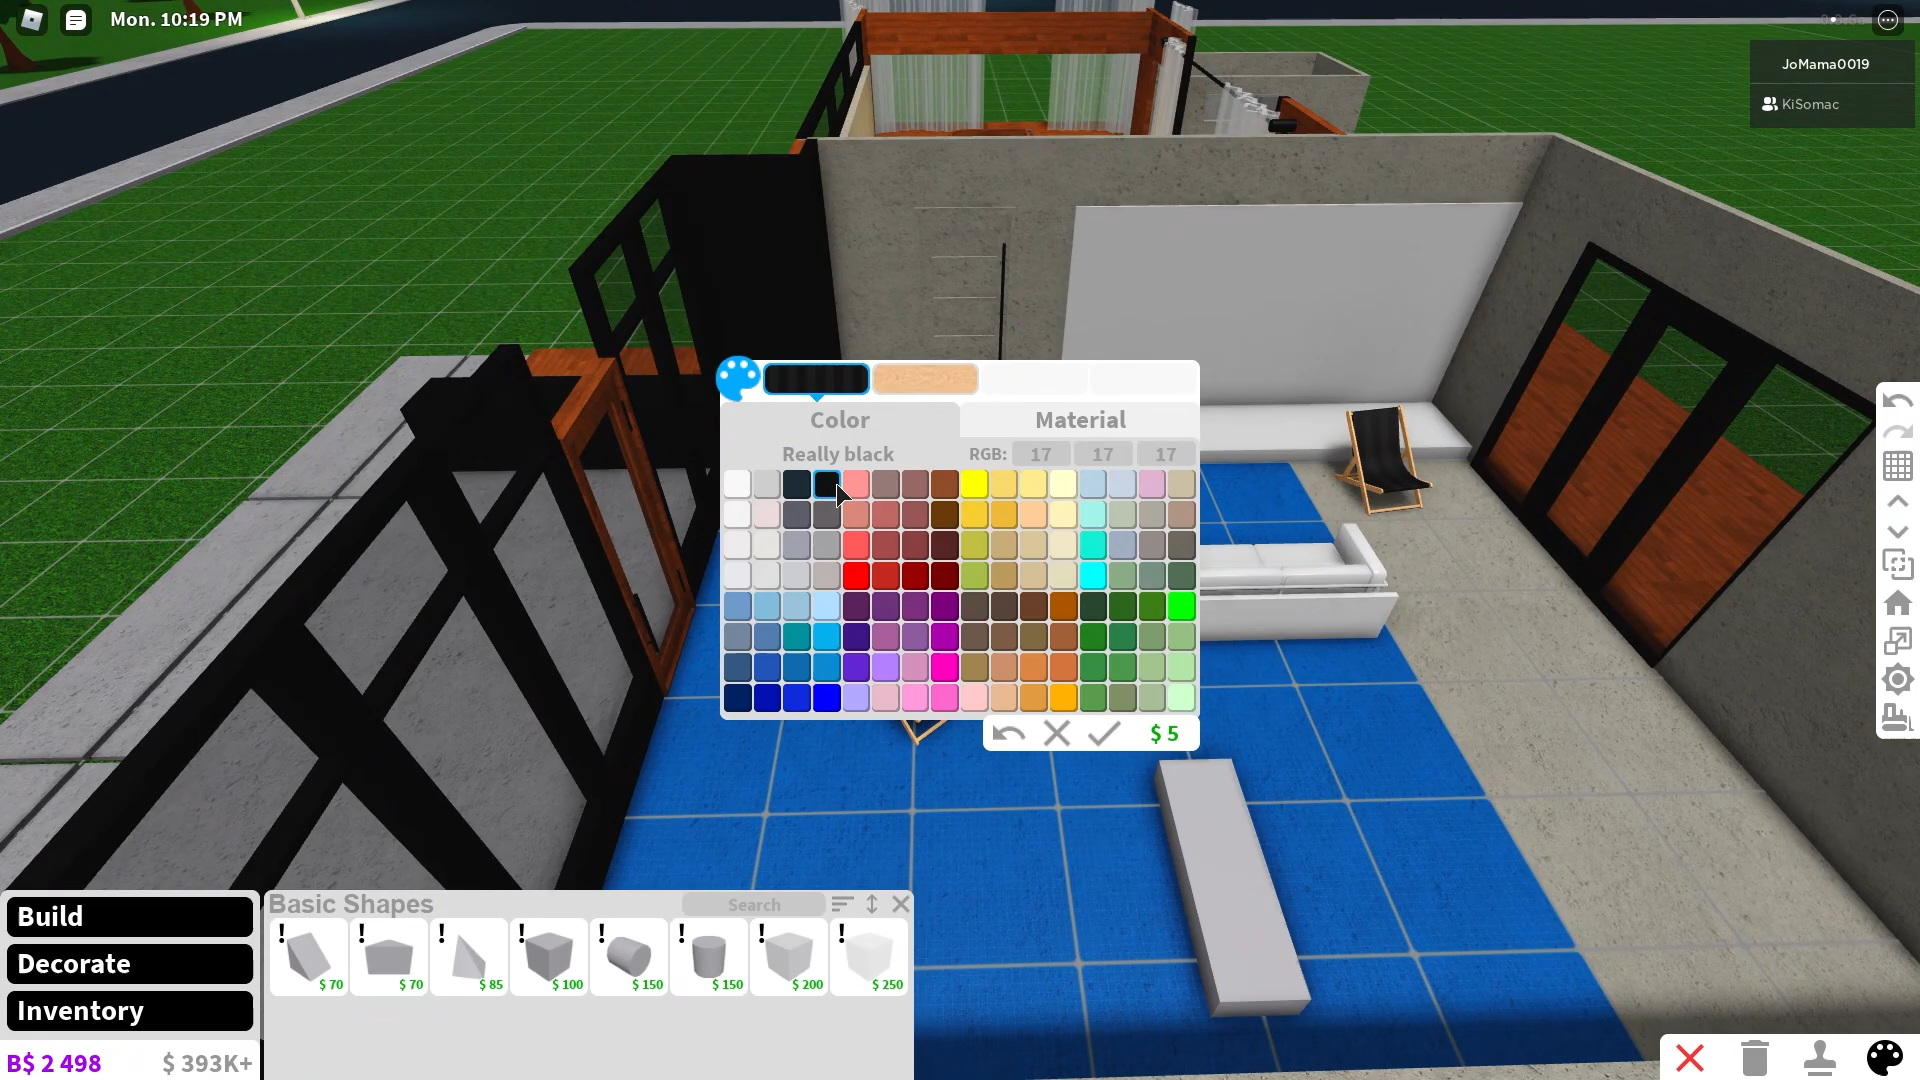 Mon. 10:19 PM
JoMama0019
KiSomac
Color
Material
Really black
RGB: 17 17 17
$ 5
Build
Decorate
Inventory
B$ 2 498
$ 393K+
Basic Shapes
Search
! ! ! ! ! ! ! !
$ 70 $ 70 $ 85 $ 100 $ 150 $ 150 $ 200 $ 250